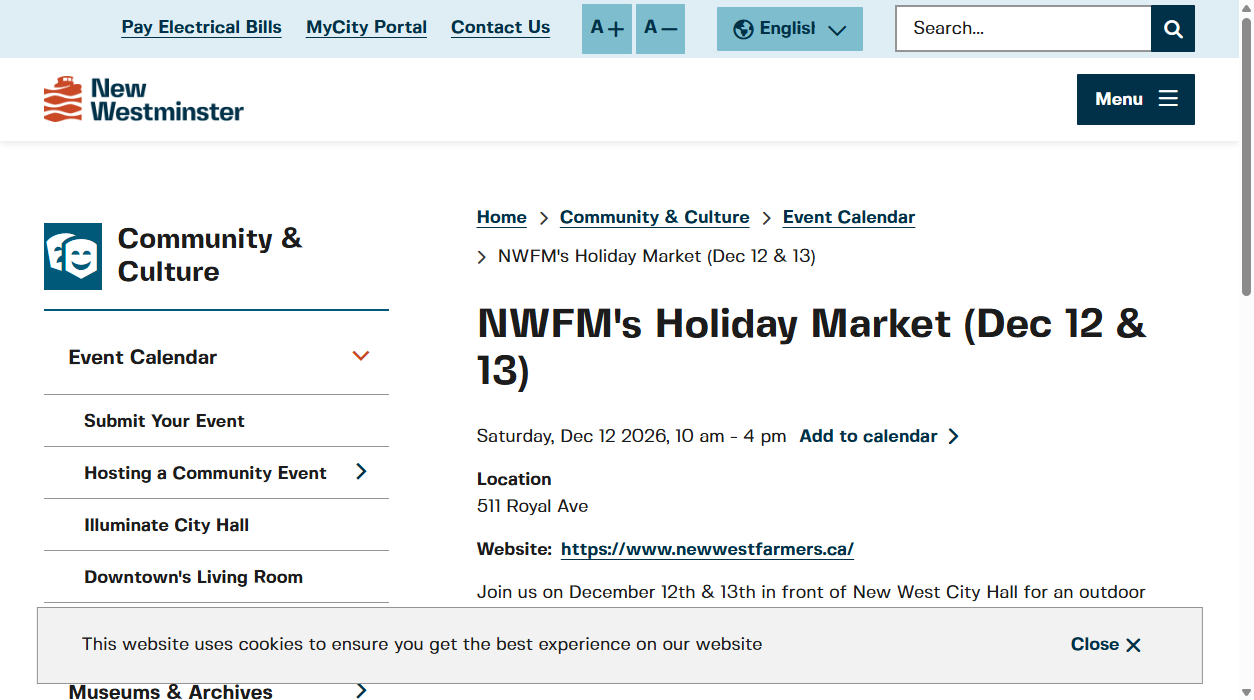 Pay Electrical Bills MyCity Portal Contact Us A+ A− English Search...
New
Westminster
Menu
Community &
Culture
Event Calendar
Submit Your Event
Hosting a Community Event
Illuminate City Hall
Downtown's Living Room
Museums & Archives
Home > Community & Culture > Event Calendar
> NWFM's Holiday Market (Dec 12 & 13)
NWFM's Holiday Market (Dec 12 &
13)
Saturday, Dec 12 2026, 10 am - 4 pm Add to calendar
Location
511 Royal Ave
Website: https://www.newwestfarmers.ca/
Join us on December 12th & 13th in front of New West City Hall for an outdoor
This website uses cookies to ensure you get the best experience on our website Close